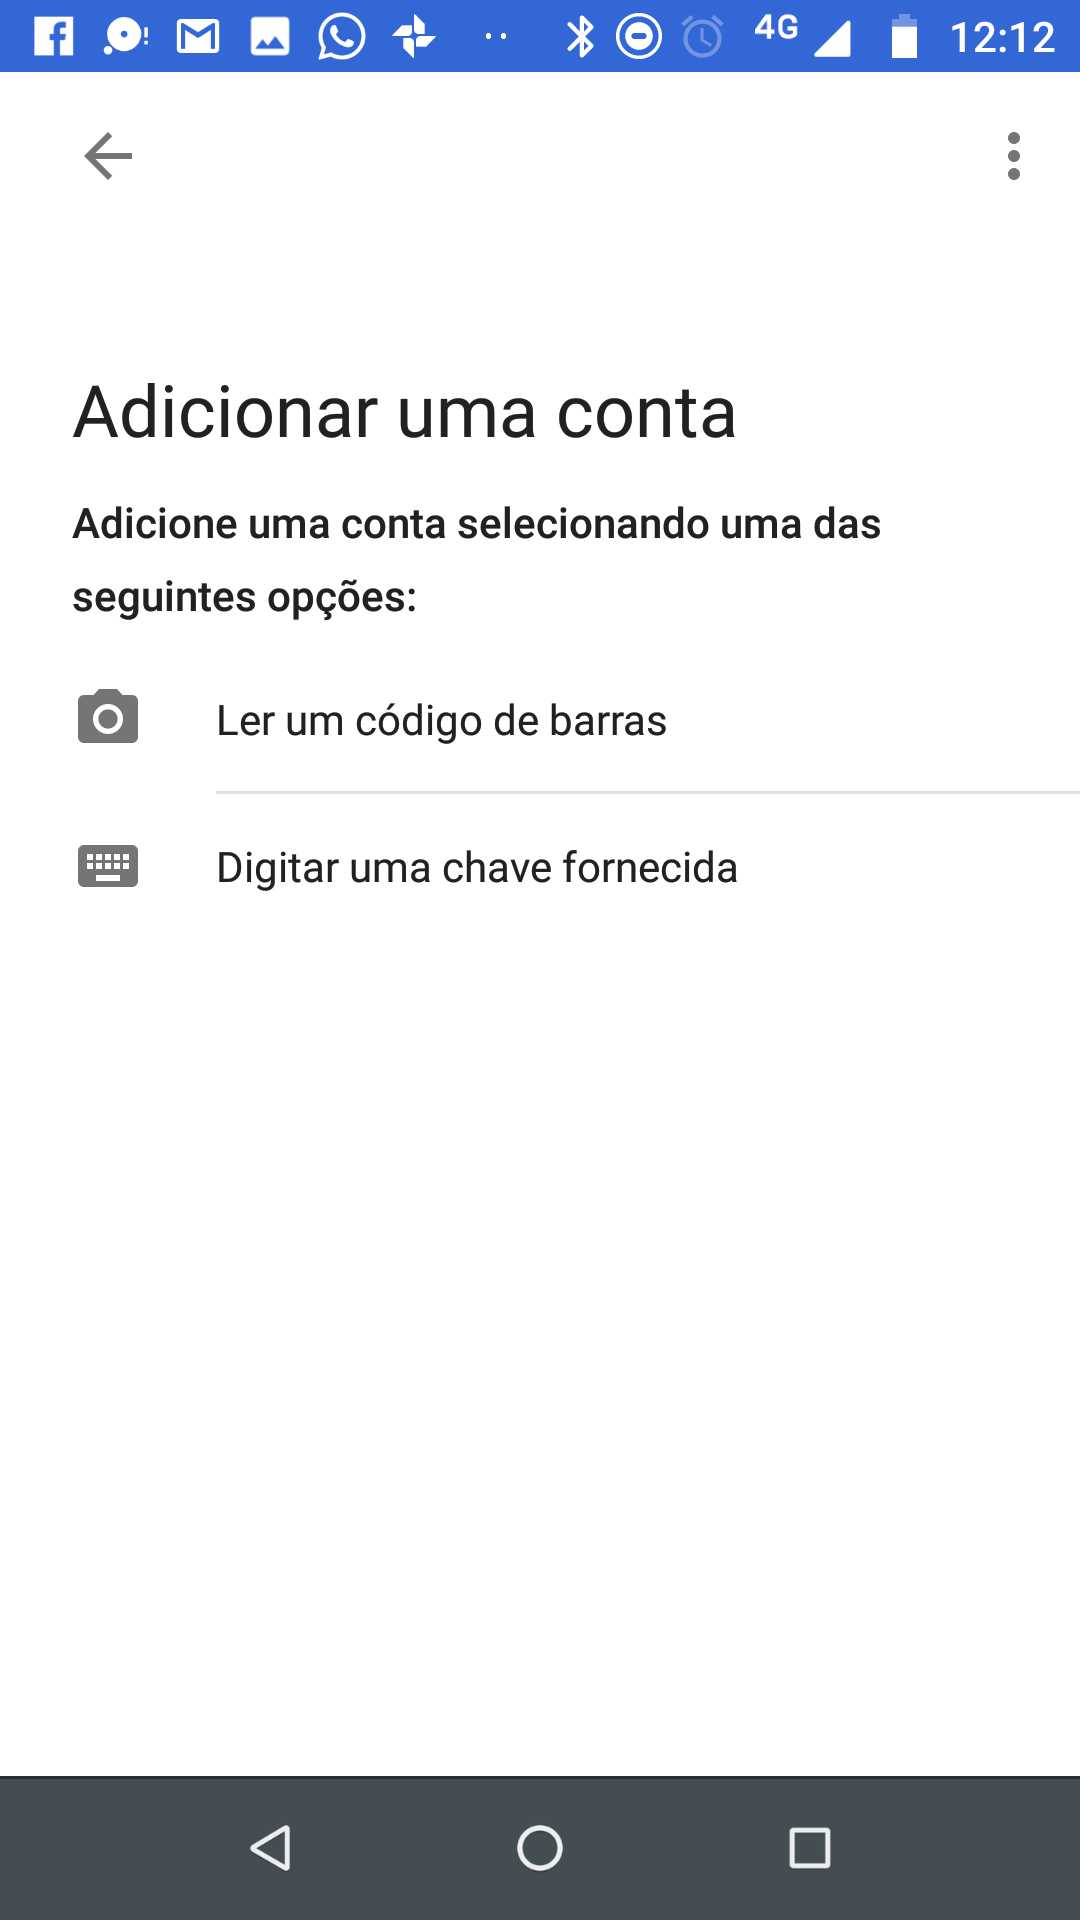 4G 12:12
Adicionar uma conta
Adicione uma conta selecionando uma das
seguintes opções:
Ler um código de barras
Digitar uma chave fornecida